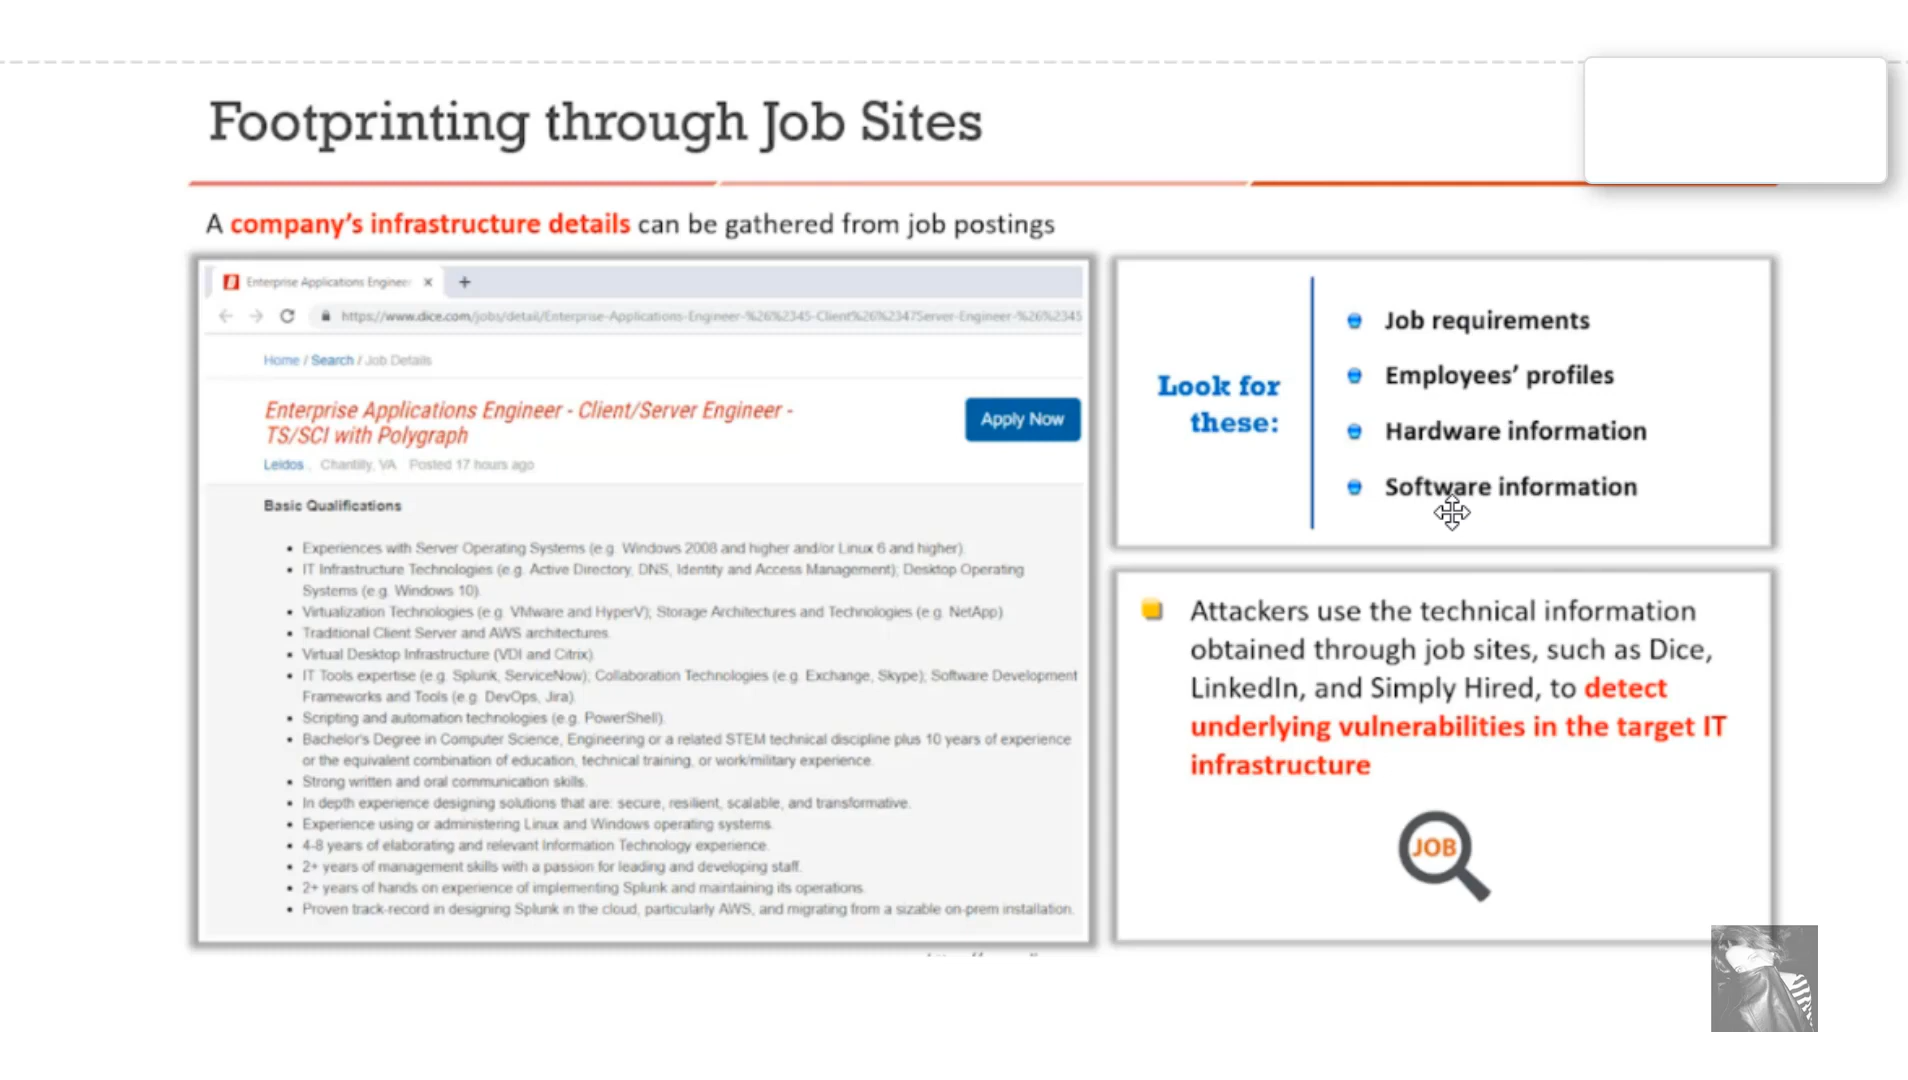 Footprinting through Job Sites
A company's infrastructure details can be gathered from job postings
Enterprise Applications Engineer
https://www.dice.com/jobs/detail/Enterprise-Applications-Engineer-%26%2345-Client%26%2347Server-Engineer-%26%2345
Home / Search / Job Details
Enterprise Applications Engineer - Client/Server Engineer -
TS/SCI with Polygraph
Apply Now
Leidos , Chantilly, VA Posted 17 hours ago
Basic Qualifications
• Experiences with Server Operating Systems (e.g. Windows 2008 and higher and/or Linux 6 and higher).
• IT Infrastructure Technologies (e.g. Active Directory, DNS, Identity and Access Management); Desktop Operating
Systems (e.g. Windows 10).
• Virtualization Technologies (e.g. VMware and HyperV); Storage Architectures and Technologies (e.g. NetApp)
• Traditional Client Server and AWS architectures.
• Virtual Desktop Infrastructure (VDI and Citrix)
• IT Tools expertise (e.g. Splunk, ServiceNow); Collaboration Technologies (e.g. Exchange, Skype); Software Development
Frameworks and Tools (e.g. DevOps, Jira).
• Scripting and automation technologies (e.g. PowerShell).
• Bachelor's Degree in Computer Science, Engineering or a related STEM technical discipline plus 10 years of experience
or the equivalent combination of education, technical training, or work/military experience.
• Strong written and oral communication skills.
• In depth experience designing solutions that are: secure, resilient, scalable, and transformative.
• Experience using or administering Linux and Windows operating systems.
• 4-8 years of elaborating and relevant Information Technology experience.
• 2+ years of management skills with a passion for leading and developing staff.
• 2+ years of hands on experience of implementing Splunk and maintaining its operations.
• Proven track-record in designing Splunk in the cloud, particularly AWS, and migrating from a sizable on-prem installation.
Look for
these:
Job requirements
Employees' profiles
Hardware information
Software information
Attackers use the technical information
obtained through job sites, such as Dice,
LinkedIn, and Simply Hired, to detect
underlying vulnerabilities in the target IT
infrastructure
JOB